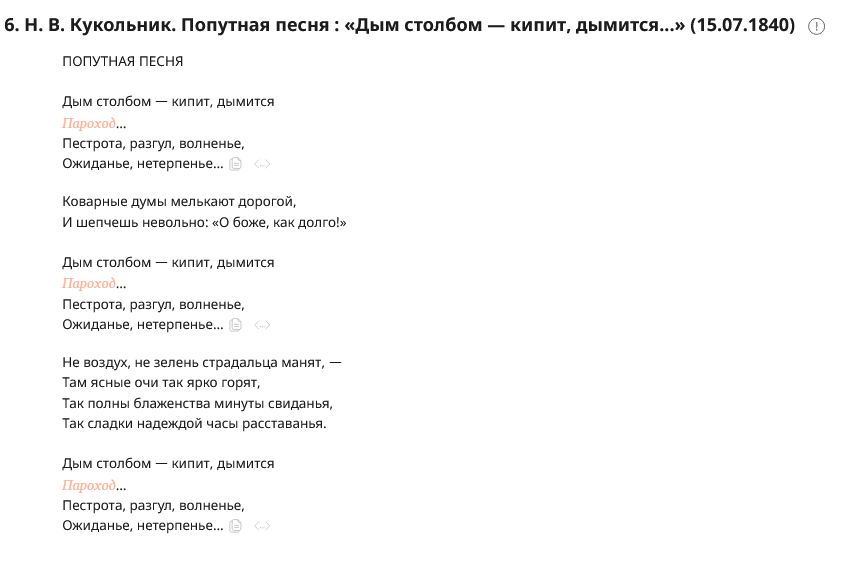 6. Н. В. Кукольник. Попутная песня : «Дым столбом — кипит, дымится...» (15.07.1840)
ПОПУТНАЯ ПЕСНЯ
Дым столбом — кипит, дымится
Пароход...
Пестрота, разгул, волненье,
Ожиданье, нетерпенье...
Коварные думы мелькают дорогой,
И шепчешь невольно: «О боже, как долго!»
Дым столбом — кипит, дымится
Пароход...
Пестрота, разгул, волненье,
Ожиданье, нетерпенье...
Не воздух, не зелень страдальца манят, —
Там ясные очи так ярко горят,
Так полны блаженства минуты свиданья,
Так сладки надеждой часы расставанья.
Дым столбом — кипит, дымится
Пароход...
Пестрота, разгул, волненье,
Ожиданье, нетерпенье...